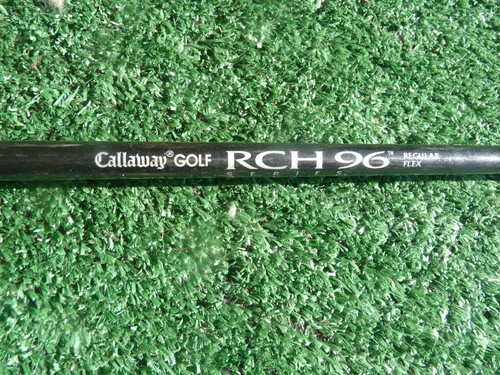 Callaway® GOLF RCH 96™ REGULAR
SERIES FLEX